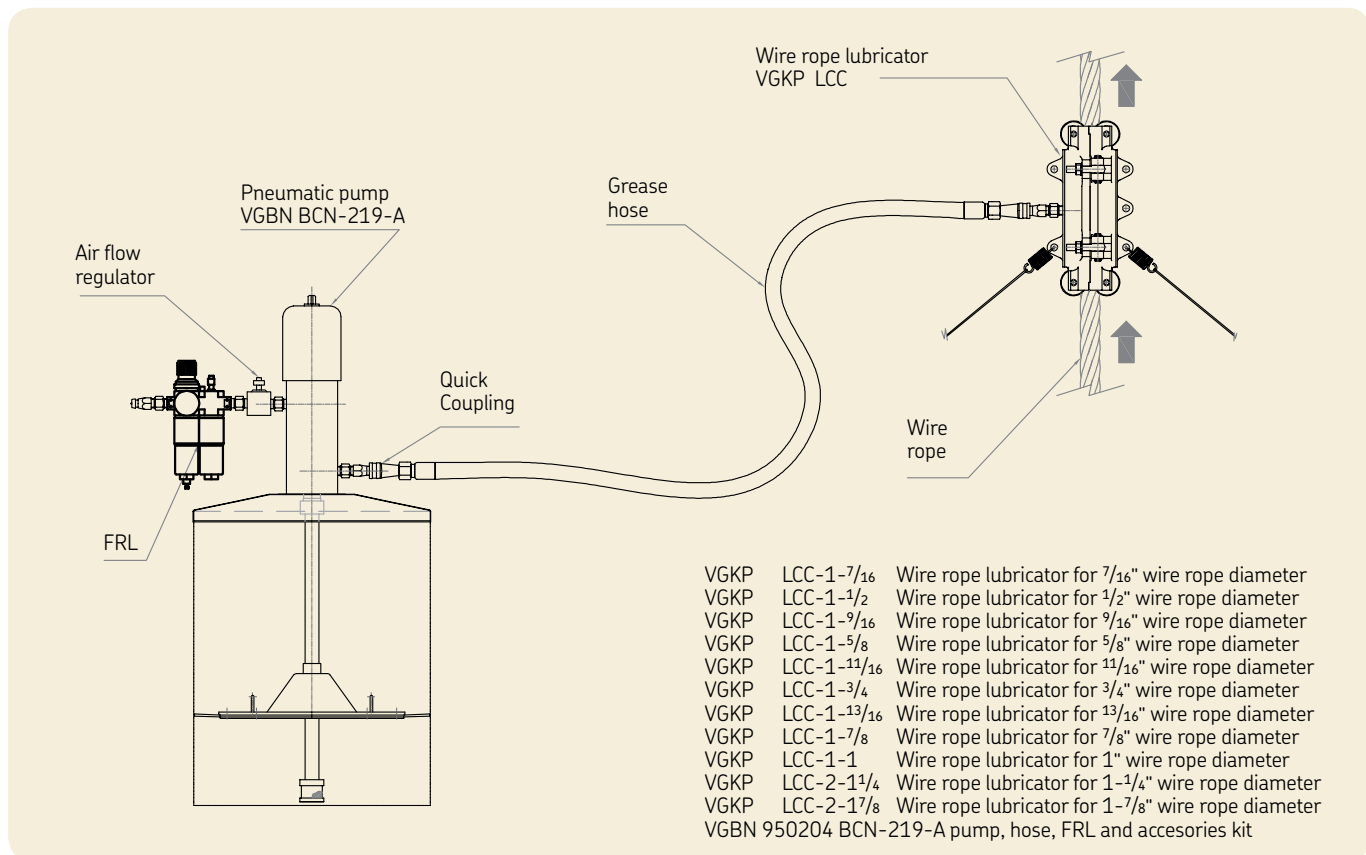 Wire rope lubricator
VGKP LCC
Pneumatic pump
VGBN BCN-219-A
Grease
hose
Air flow
regulator
Quick
Coupling
Wire
rope
FRL
VGKP LCC-1-7/16 Wire rope lubricator for 7/16" wire rope diameter
VGKP LCC-1-1/2 Wire rope lubricator for 1/2" wire rope diameter
VGKP LCC-1-9/16 Wire rope lubricator for 9/16" wire rope diameter
VGKP LCC-1-5/8 Wire rope lubricator for 5/8" wire rope diameter
VGKP LCC-1-11/16 Wire rope lubricator for 11/16" wire rope diameter
VGKP LCC-1-3/4 Wire rope lubricator for 3/4" wire rope diameter
VGKP LCC-1-13/16 Wire rope lubricator for 13/16" wire rope diameter
VGKP LCC-1-7/8 Wire rope lubricator for 7/8" wire rope diameter
VGKP LCC-1-1 Wire rope lubricator for 1" wire rope diameter
VGKP LCC-2-11/4 Wire rope lubricator for 1-1/4" wire rope diameter
VGKP LCC-2-17/8 Wire rope lubricator for 1-7/8" wire rope diameter
VGBN 950204 BCN-219-A pump, hose, FRL and accesories kit